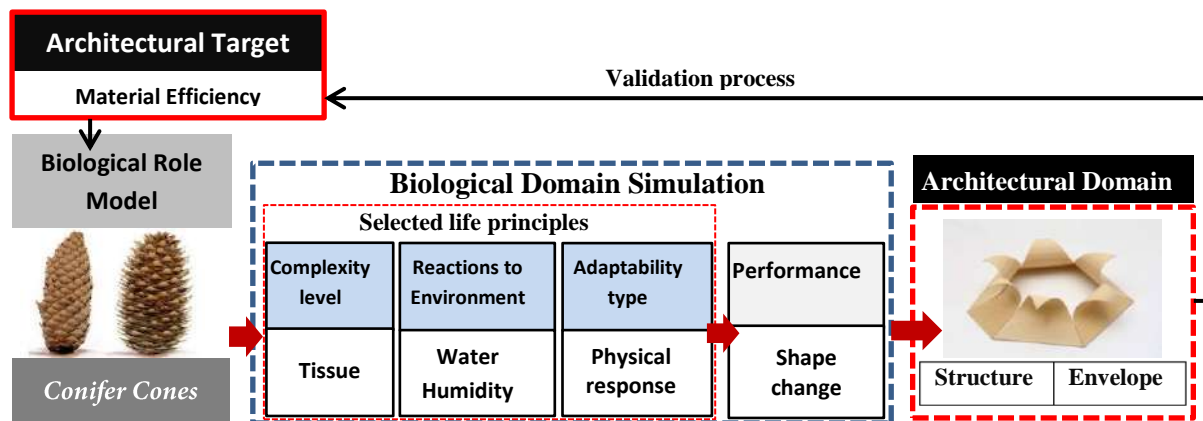 Architectural Target
Material Efficiency
Validation process
Biological Role
Model
Conifer Cones
Biological Domain Simulation
Selected life principles
Complexity
level
Reactions to
Environment
Adaptability
type
Performance
Tissue
Water
Humidity
Physical
response
Shape
change
Architectural Domain
Structure
Envelope